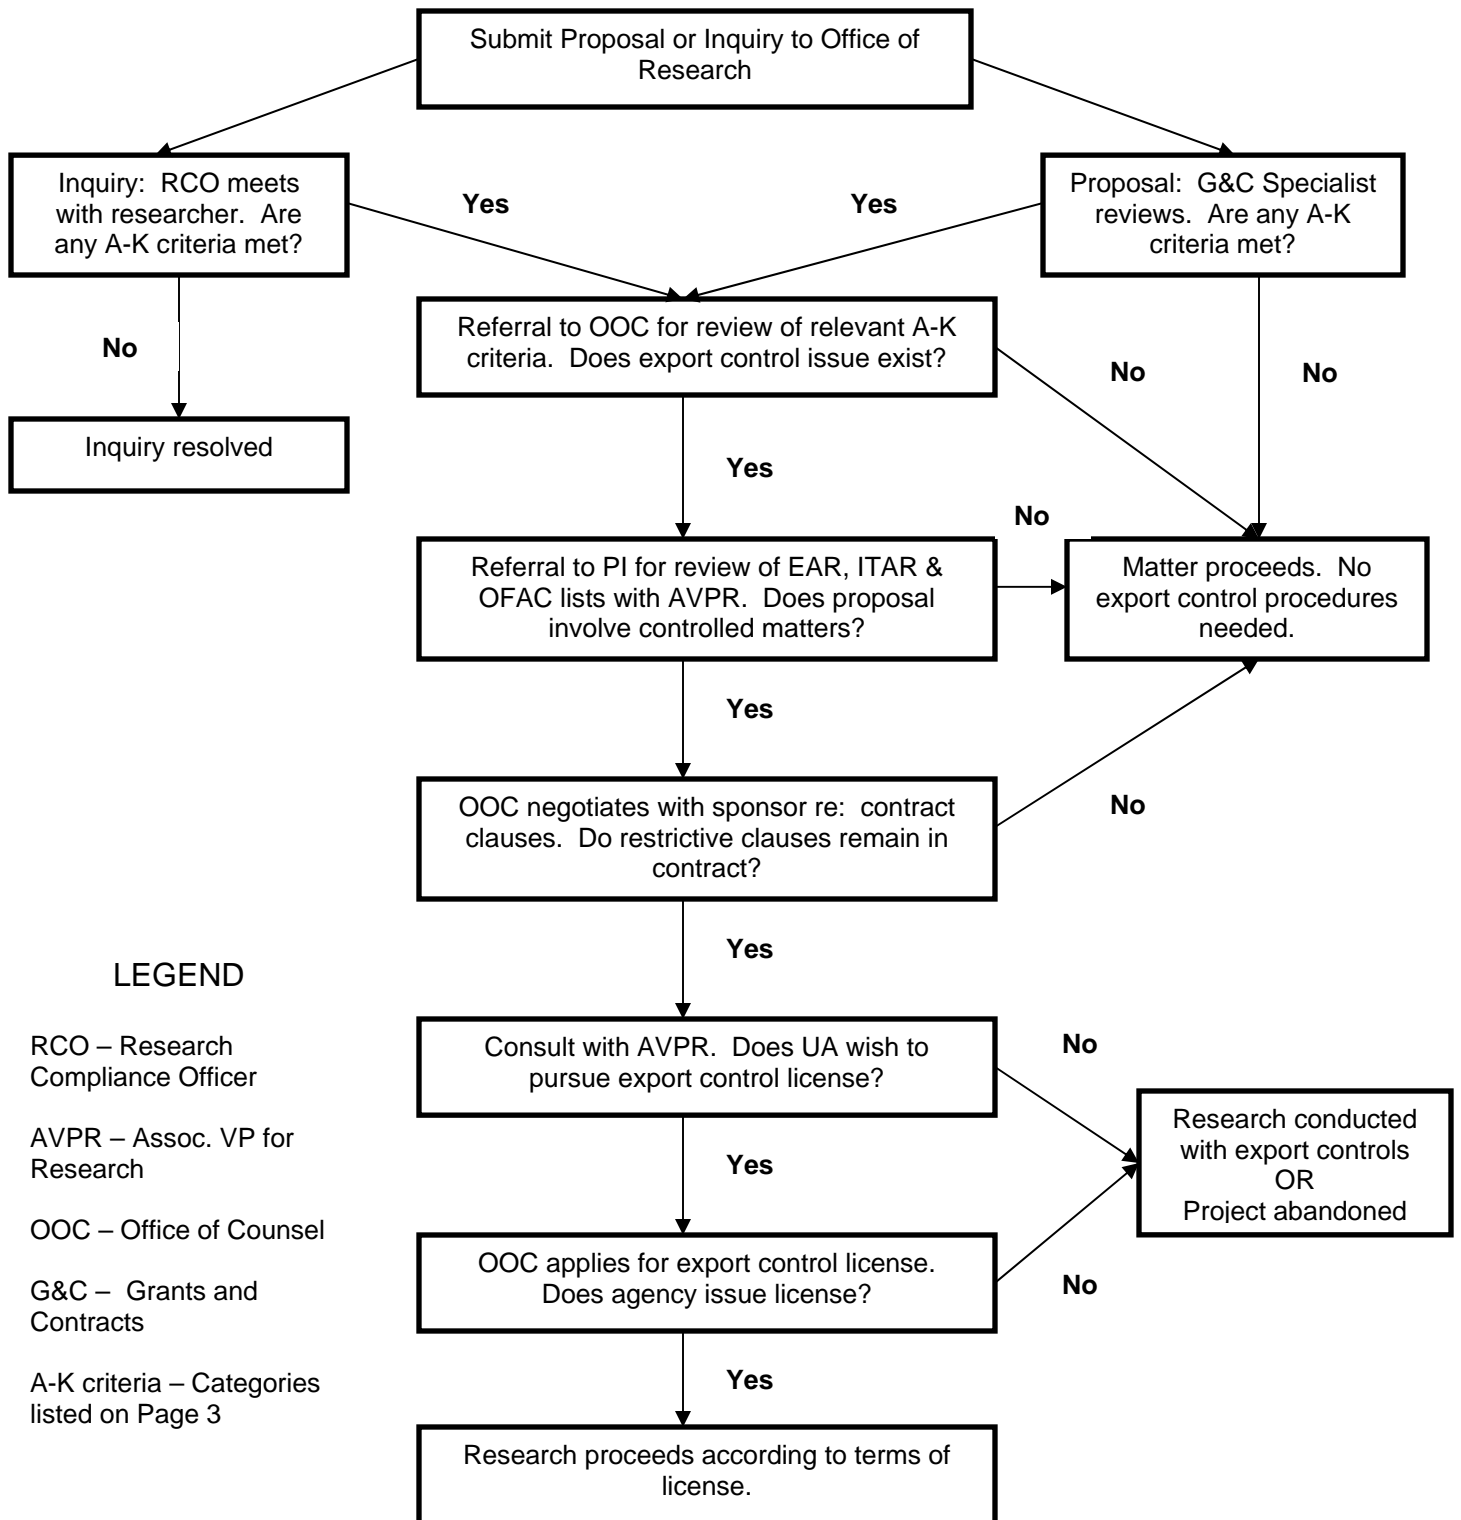 Submit Proposal or Inquiry to Office of
Research
Inquiry: RCO meets
with researcher. Are
any A-K criteria met?
Yes
Yes
Proposal: G&C Specialist
reviews. Are any A-K
criteria met?
No
Referral to OOC for review of relevant A-K
criteria. Does export control issue exist?
No
No
Inquiry resolved
Yes
No
Referral to PI for review of EAR, ITAR &
OFAC lists with AVPR. Does proposal
involve controlled matters?
Matter proceeds. No
export control procedures
needed.
Yes
OOC negotiates with sponsor re: contract
clauses. Do restrictive clauses remain in
contract?
No
Yes
LEGEND
RCO – Research
Compliance Officer
AVPR – Assoc. VP for
Research
OOC – Office of Counsel
G&C – Grants and
Contracts
A-K criteria – Categories
listed on Page 3
Consult with AVPR. Does UA wish to
pursue export control license?
No
Research conducted
with export controls
OR
Project abandoned
Yes
OOC applies for export control license.
Does agency issue license?
No
Yes
Research proceeds according to terms of
license.